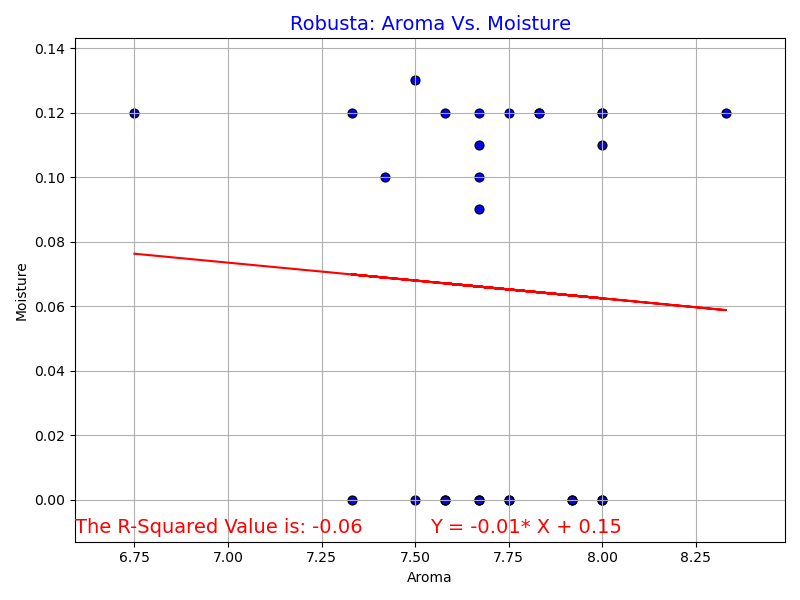 Robusta: Aroma Vs. Moisture
0.14
0.12
0.10
0.08
0.06
0.04
0.02
0.00
Moisture
The R-Squared Value is: -0.06
Y = -0.01* X + 0.15
6.75 7.00 7.25 7.50 7.75 8.00 8.25
Aroma